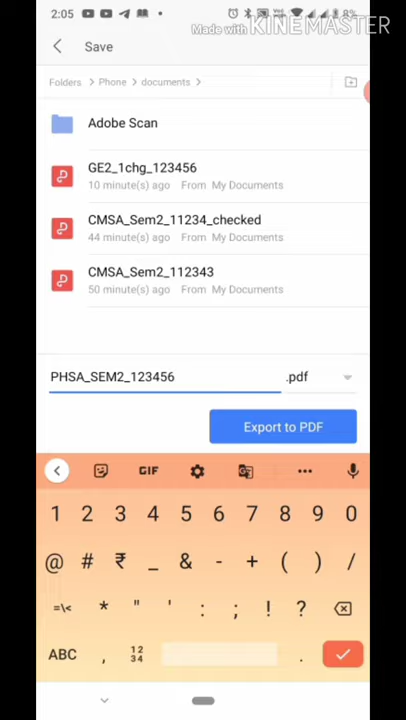 2:05 8%
Made with KINEMASTER
Save
Folders > Phone > documents >
Adobe Scan
GE2_1chg_123456
10 minute(s) ago From My Documents
CMSA_Sem2_11234_checked
44 minute(s) ago From My Documents
CMSA_Sem2_112343
50 minute(s) ago From My Documents
PHSA_SEM2_123456 .pdf
Export to PDF
GIF
1 2 3 4 5 6 7 8 9 0
@ # ₹ _ & - + ( ) /
=\< * " ' : ; ! ?
ABC , 12 34 .